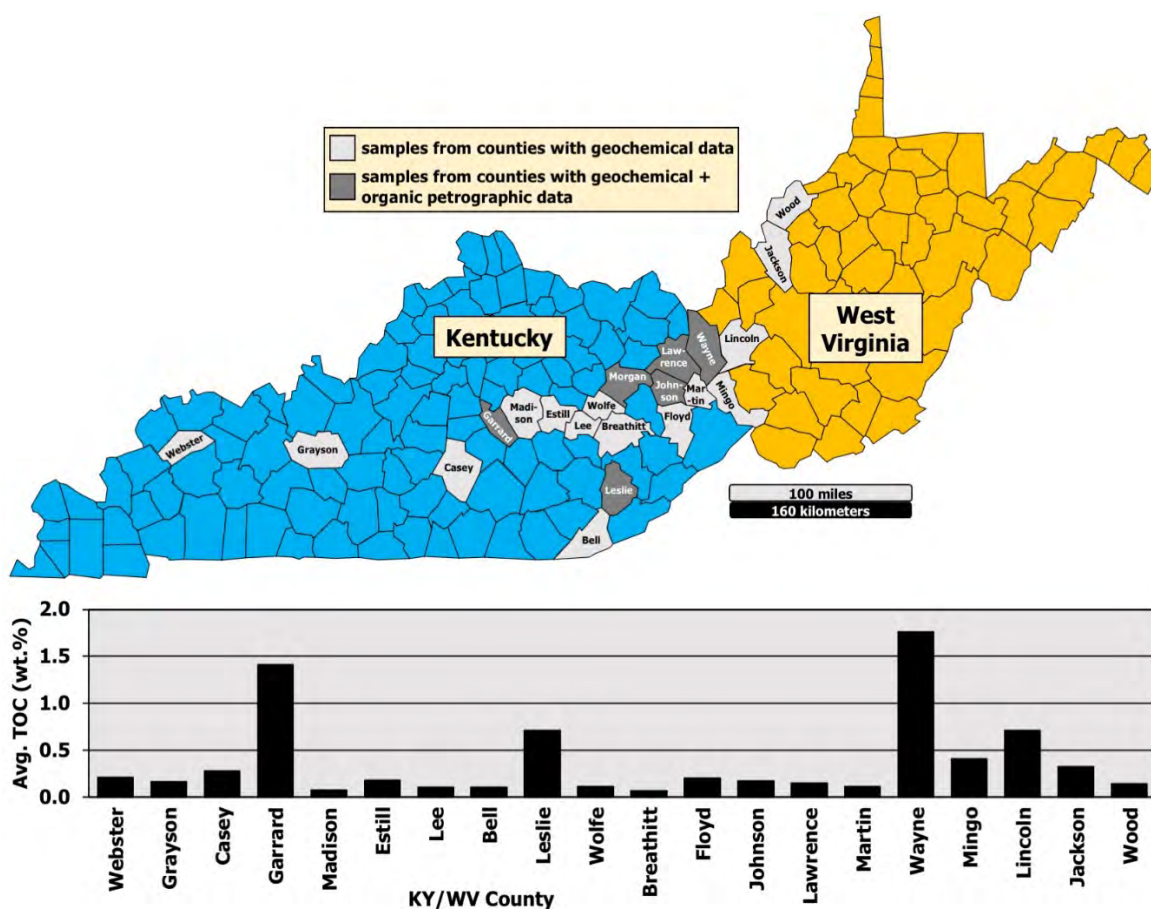 samples from counties with geochemical data
samples from counties with geochemical +
organic petrographic data
Kentucky
West
Virginia
Wood
Jackson
Lincoln
Wayne
Mingo
Law-
rence
Morgan
John-
son
Mar-
-tin
Floyd
Wolfe
Breathitt
Lee
Estill
Madi-
son
Garrard
Casey
Grayson
Webster
Leslie
Bell
100 miles
160 kilometers
Avg. TOC (wt.%)
2.0
1.5
1.0
0.5
0.0
Webster
Grayson
Casey
Garrard
Madison
Estill
Lee
Bell
Leslie
Wolfe
Breathitt
Floyd
Johnson
Lawrence
Martin
Wayne
Mingo
Lincoln
Jackson
Wood
KY/WV County